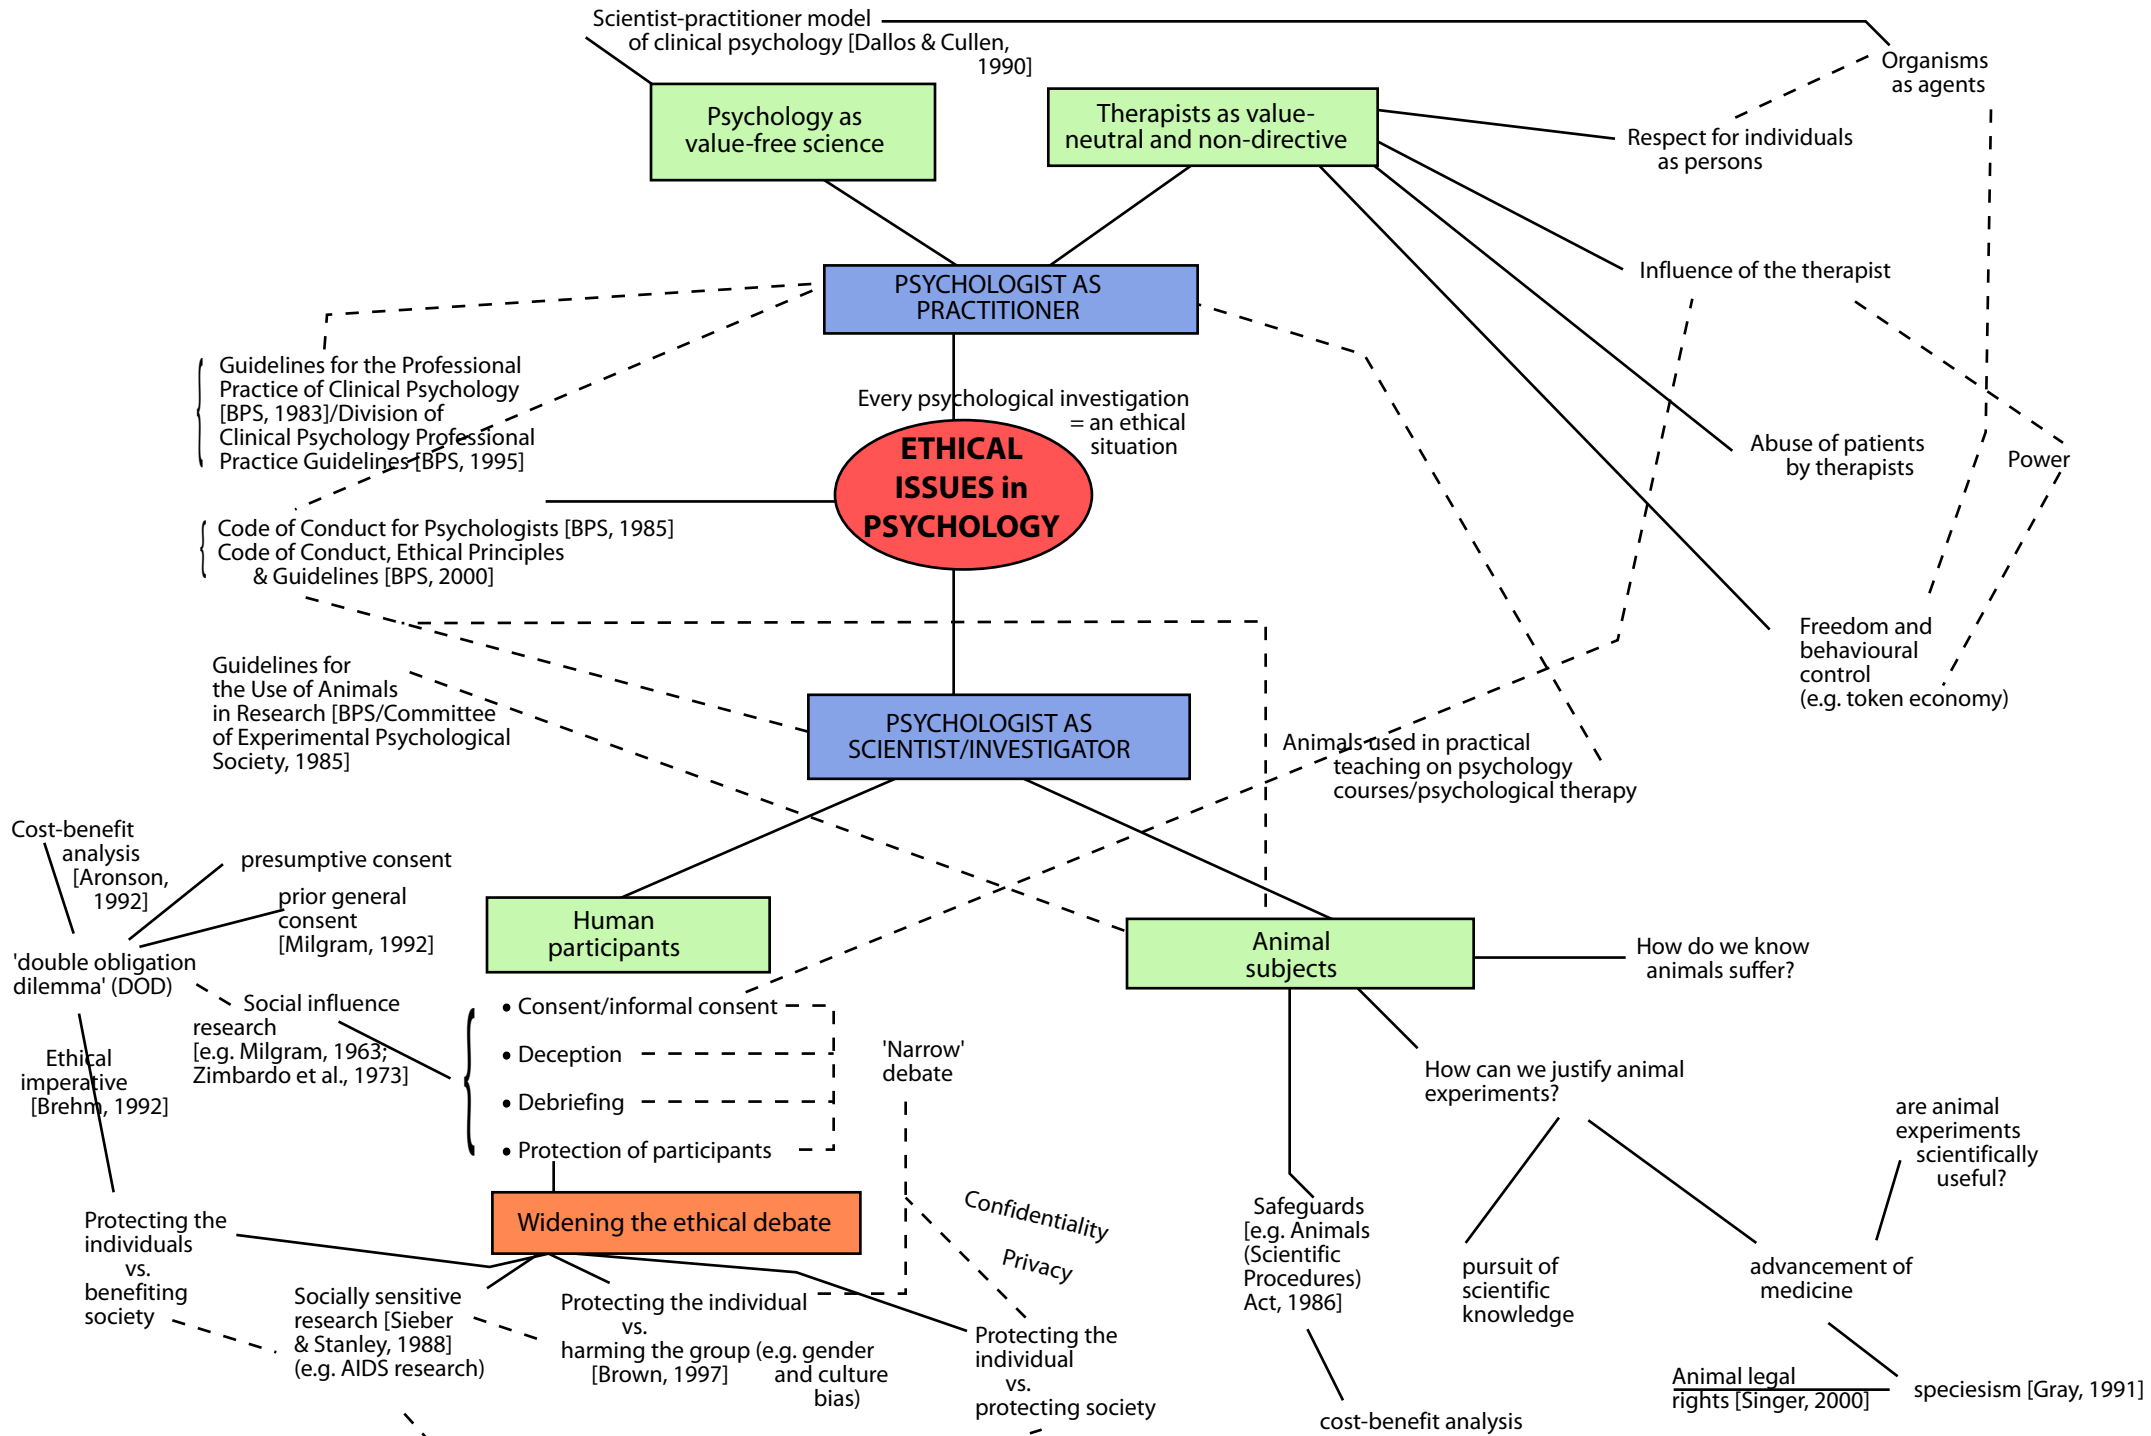 Scientist-practitioner model
of clinical psychology [Dallos & Cullen,
1990]
Organisms
as agents
Psychology as
value-free science
Therapists as value-
neutral and non-directive
Respect for individuals
as persons
Influence of the therapist
PSYCHOLOGIST AS
PRACTITIONER
Guidelines for the Professional
Practice of Clinical Psychology
[BPS, 1983]/Division of
Clinical Psychology Professional
Practice Guidelines [BPS, 1995]
Every psychological investigation
= an ethical
situation
ETHICAL
ISSUES in
PSYCHOLOGY
Abuse of patients
by therapists
Power
Code of Conduct for Psychologists [BPS, 1985]
Code of Conduct, Ethical Principles
& Guidelines [BPS, 2000]
Freedom and
behavioural
control
(e.g. token economy)
Guidelines for
the Use of Animals
in Research [BPS/Committee
of Experimental Psychological
Society, 1985]
PSYCHOLOGIST AS
SCIENTIST/INVESTIGATOR
Animals used in practical
teaching on psychology
courses/psychological therapy
Cost-benefit
analysis
[Aronson,
1992]
presumptive consent
prior general
consent
[Milgram, 1992]
Human
participants
Animal
subjects
How do we know
animals suffer?
'double obligation
dilemma' (DOD)
Social influence
research
[e.g. Milgram, 1963;
Zimbardo et al., 1973]
• Consent/informal consent
• Deception
• Debriefing
• Protection of participants
'Narrow'
debate
Ethical
imperative
[Brehm, 1992]
How can we justify animal
experiments?
are animal
experiments
scientifically
useful?
Widening the ethical debate
Confidentiality
Privacy
Safeguards
[e.g. Animals
(Scientific
Procedures)
Act, 1986]
pursuit of
scientific
knowledge
advancement of
medicine
Protecting the
individuals
vs.
benefiting
society
Socially sensitive
research [Sieber
& Stanley, 1988]
(e.g. AIDS research)
Protecting the individual
vs.
harming the group (e.g. gender
[Brown, 1997] and culture
bias)
Protecting the
individual
vs.
protecting society
cost-benefit analysis
Animal legal
rights [Singer, 2000]
speciesism [Gray, 1991]